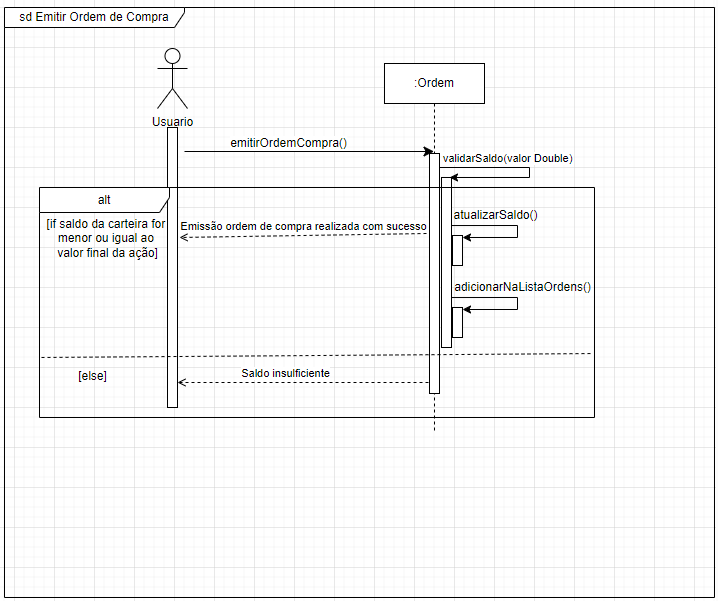 sd Emitir Ordem de Compra
:Ordem
Usuario
emitirOrdemCompra()
validarSaldo(valor Double)
alt
[if saldo da carteira for
menor ou igual ao
valor final da ação]
Emissão ordem de compra realizada com sucesso
atualizarSaldo()
adicionarNaListaOrdens()
[else]
Saldo insuficiente